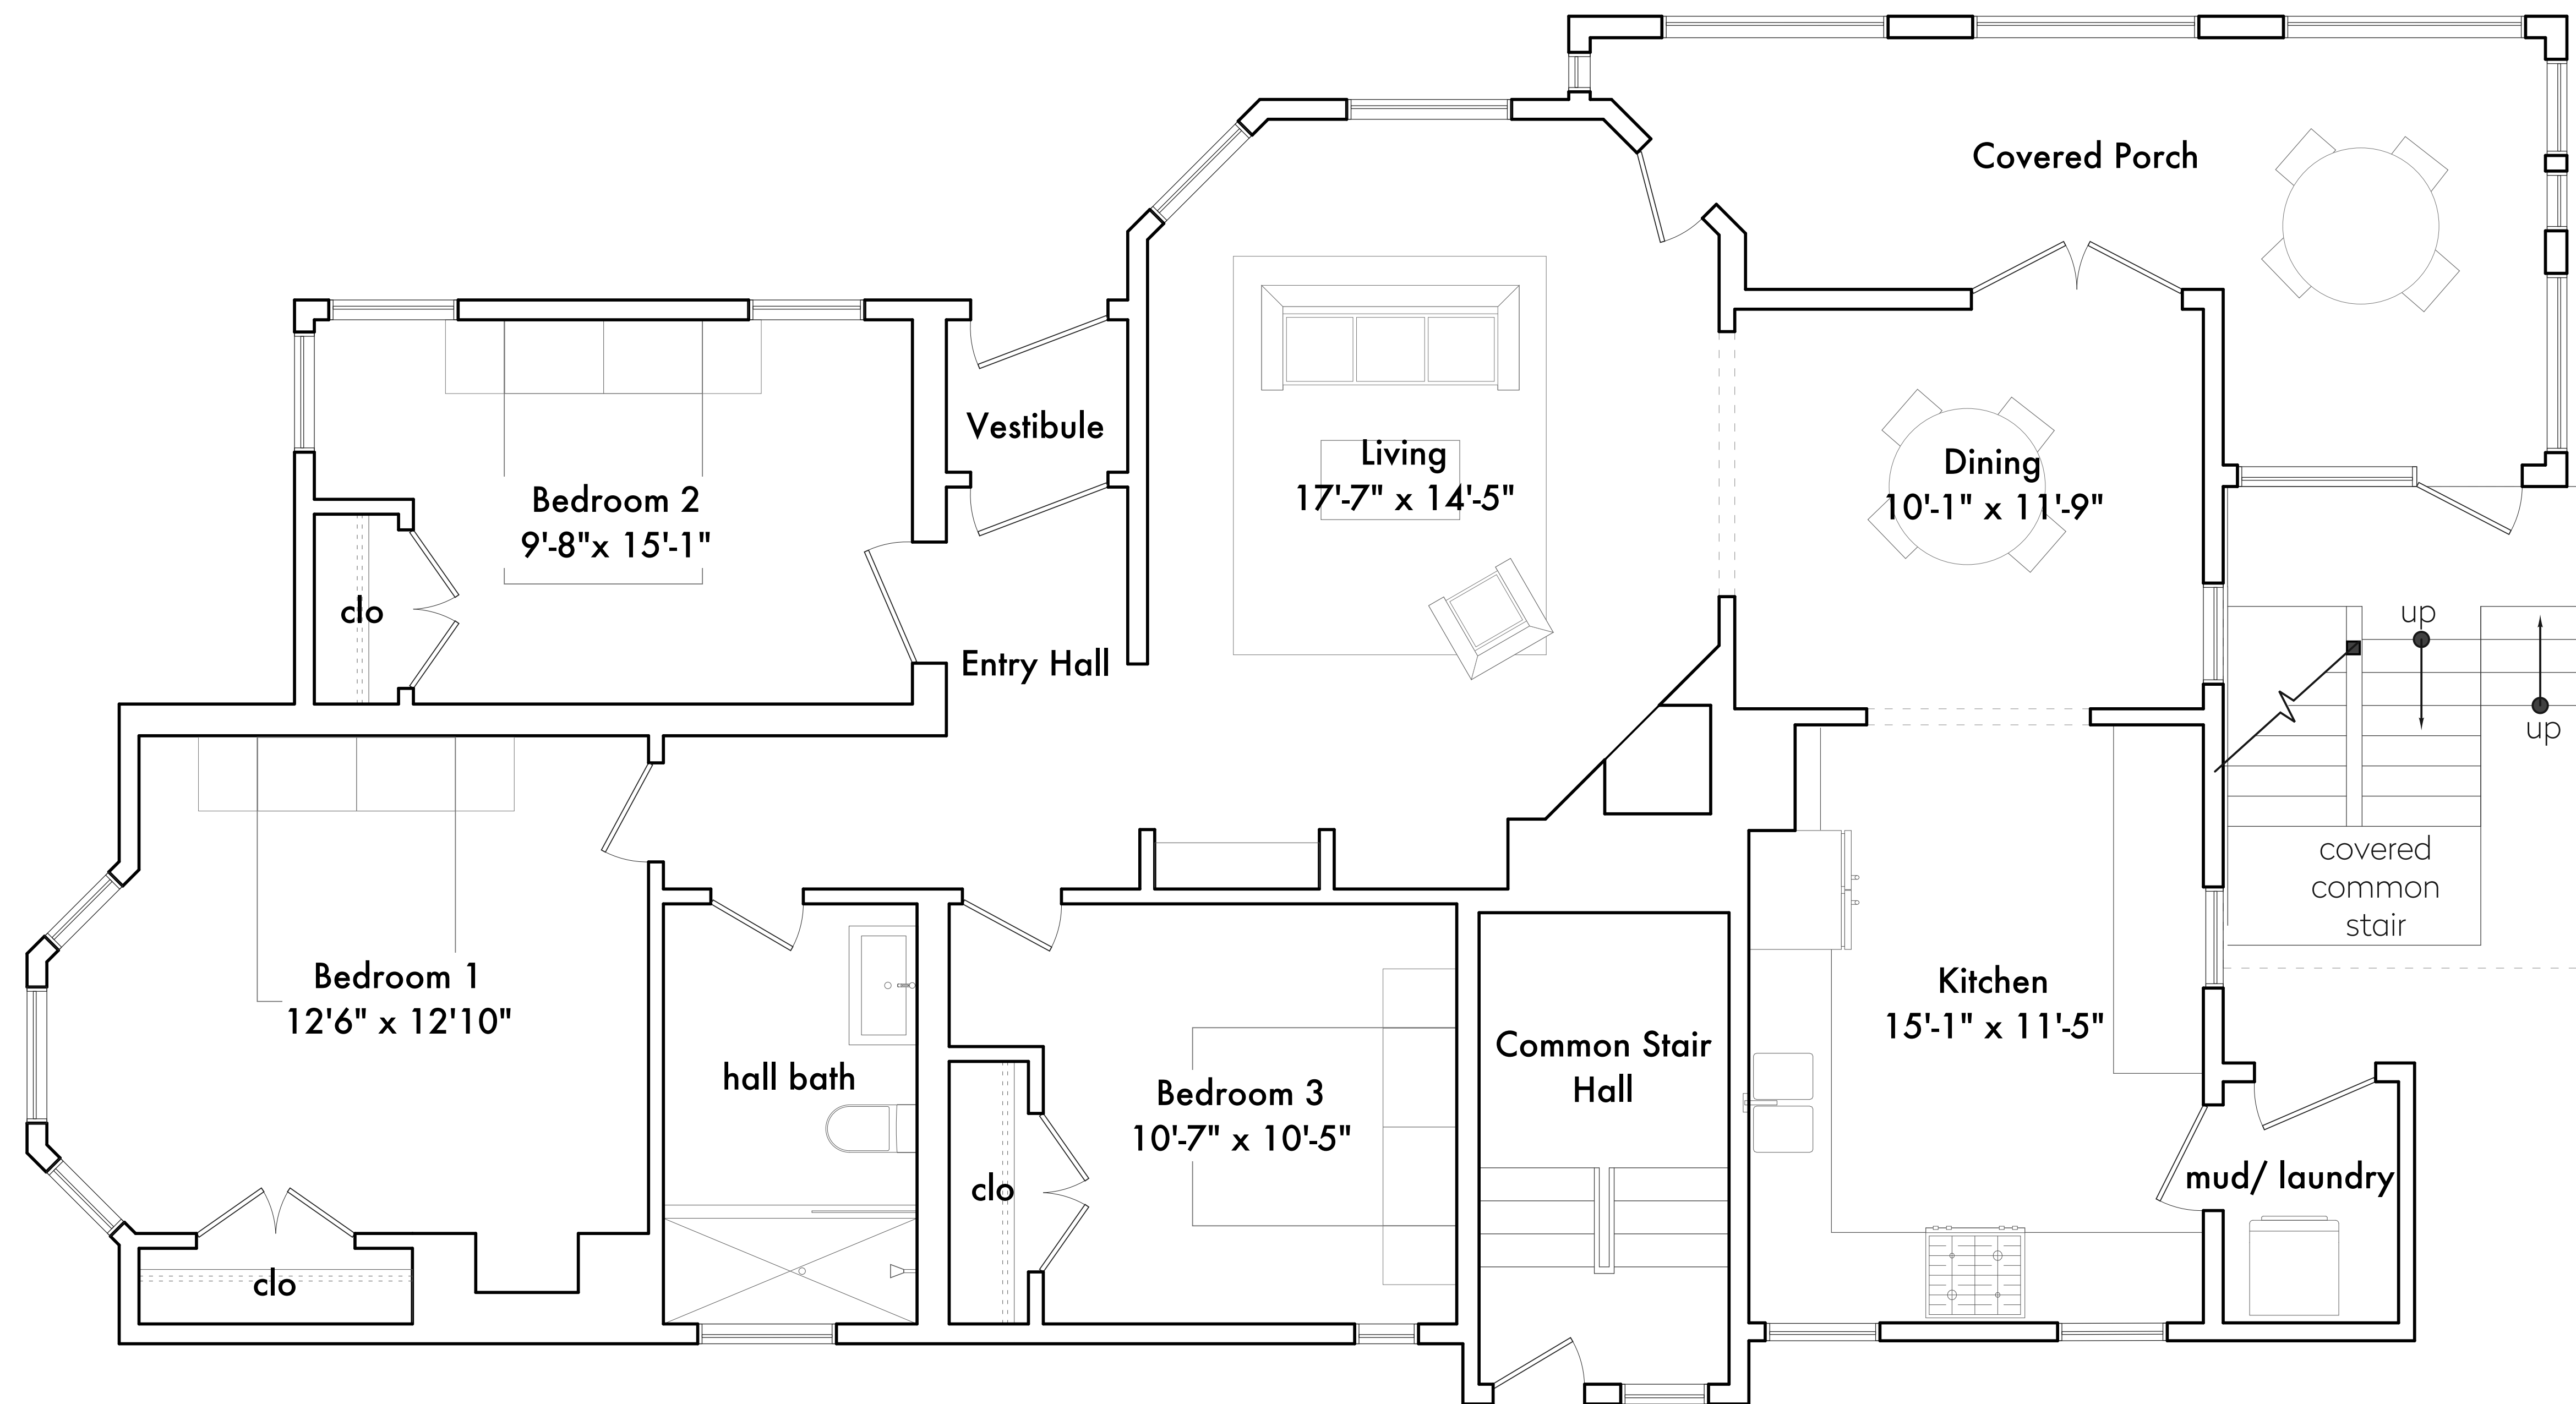 Covered Porch
Vestibule
Living
17'-7" x 14'-5"
Dining
10'-1" x 11'-9"
Bedroom 2
9'-8"x 15'-1"
clo
Entry Hall
up
up
covered
common
stair
Bedroom 1
12'6" x 12'10"
hall bath
Bedroom 3
10'-7" x 10'-5"
Common Stair
Hall
Kitchen
15'-1" x 11'-5"
mud/ laundry
clo
clo